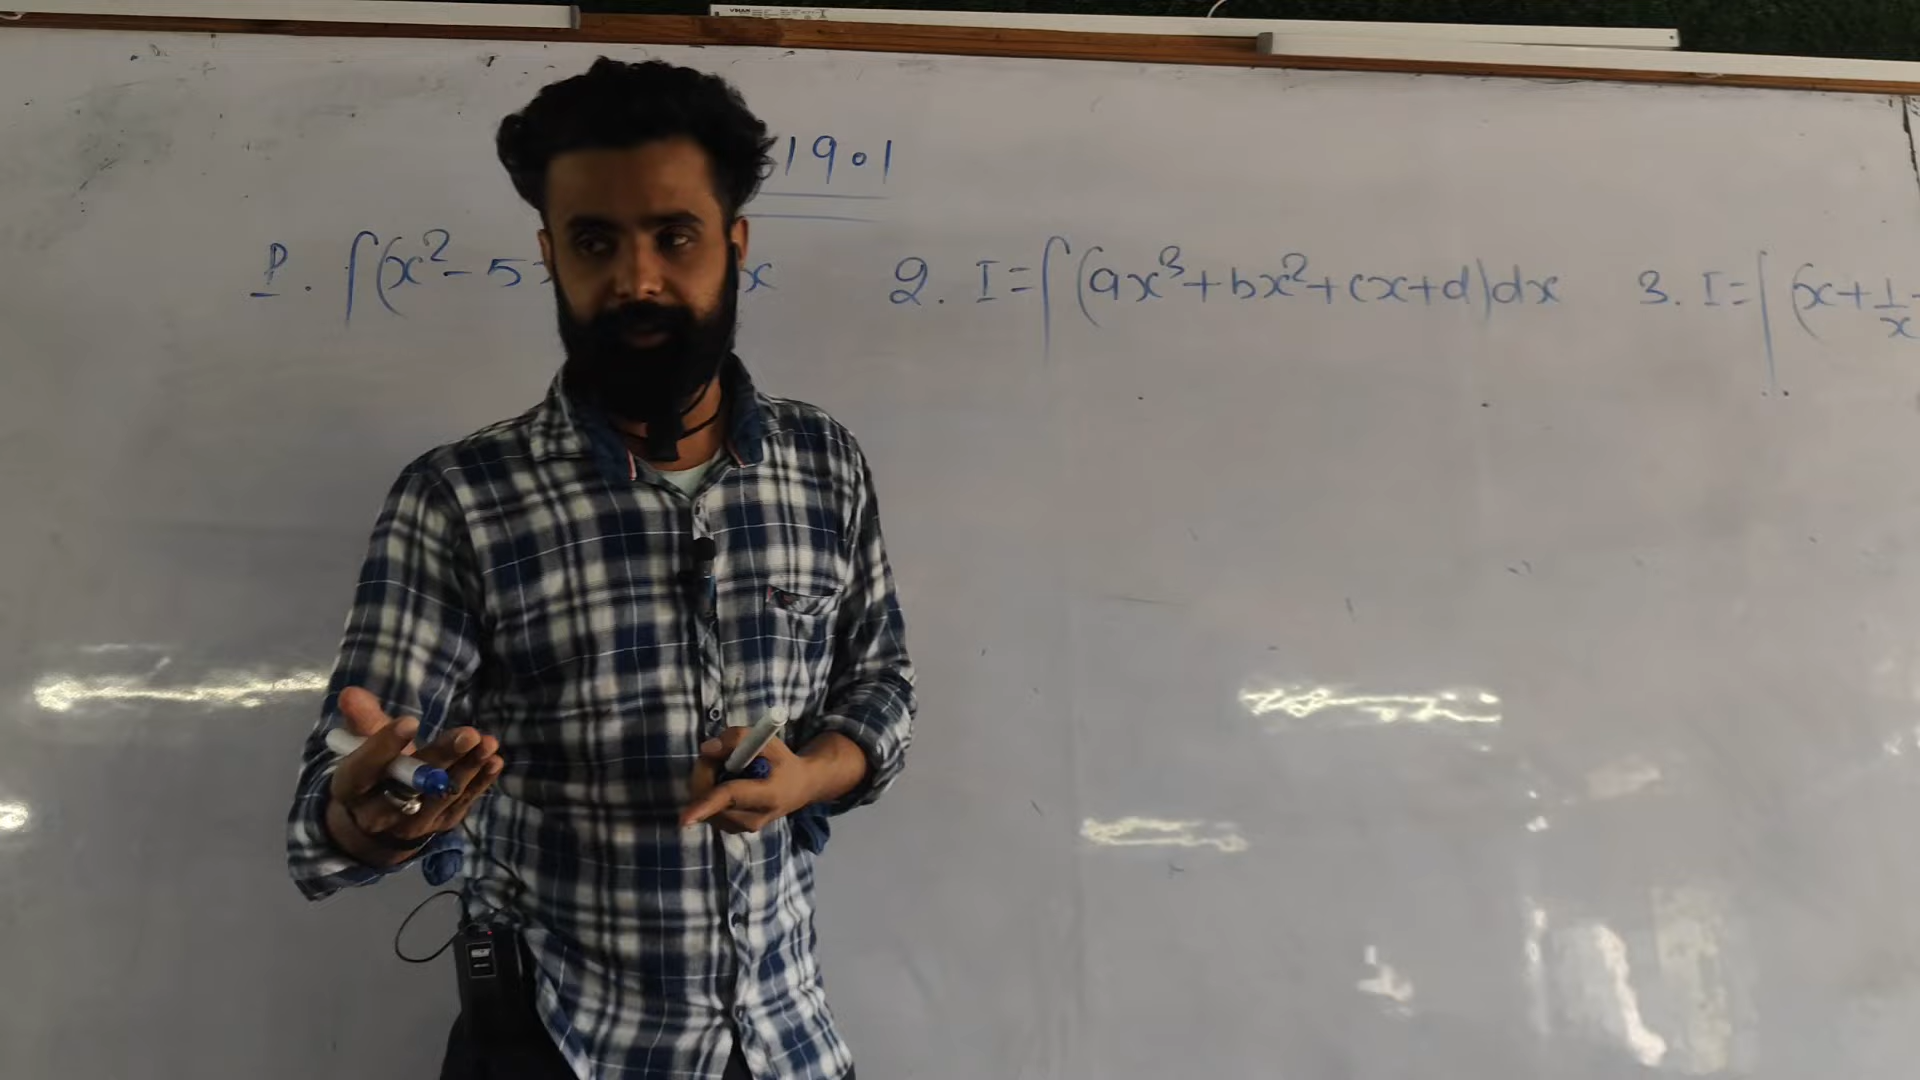 19.1
1. ∫(x²-5 x 2. I=∫(ax³+bx²+cx+d)dx 3. I=∫(x+1/x